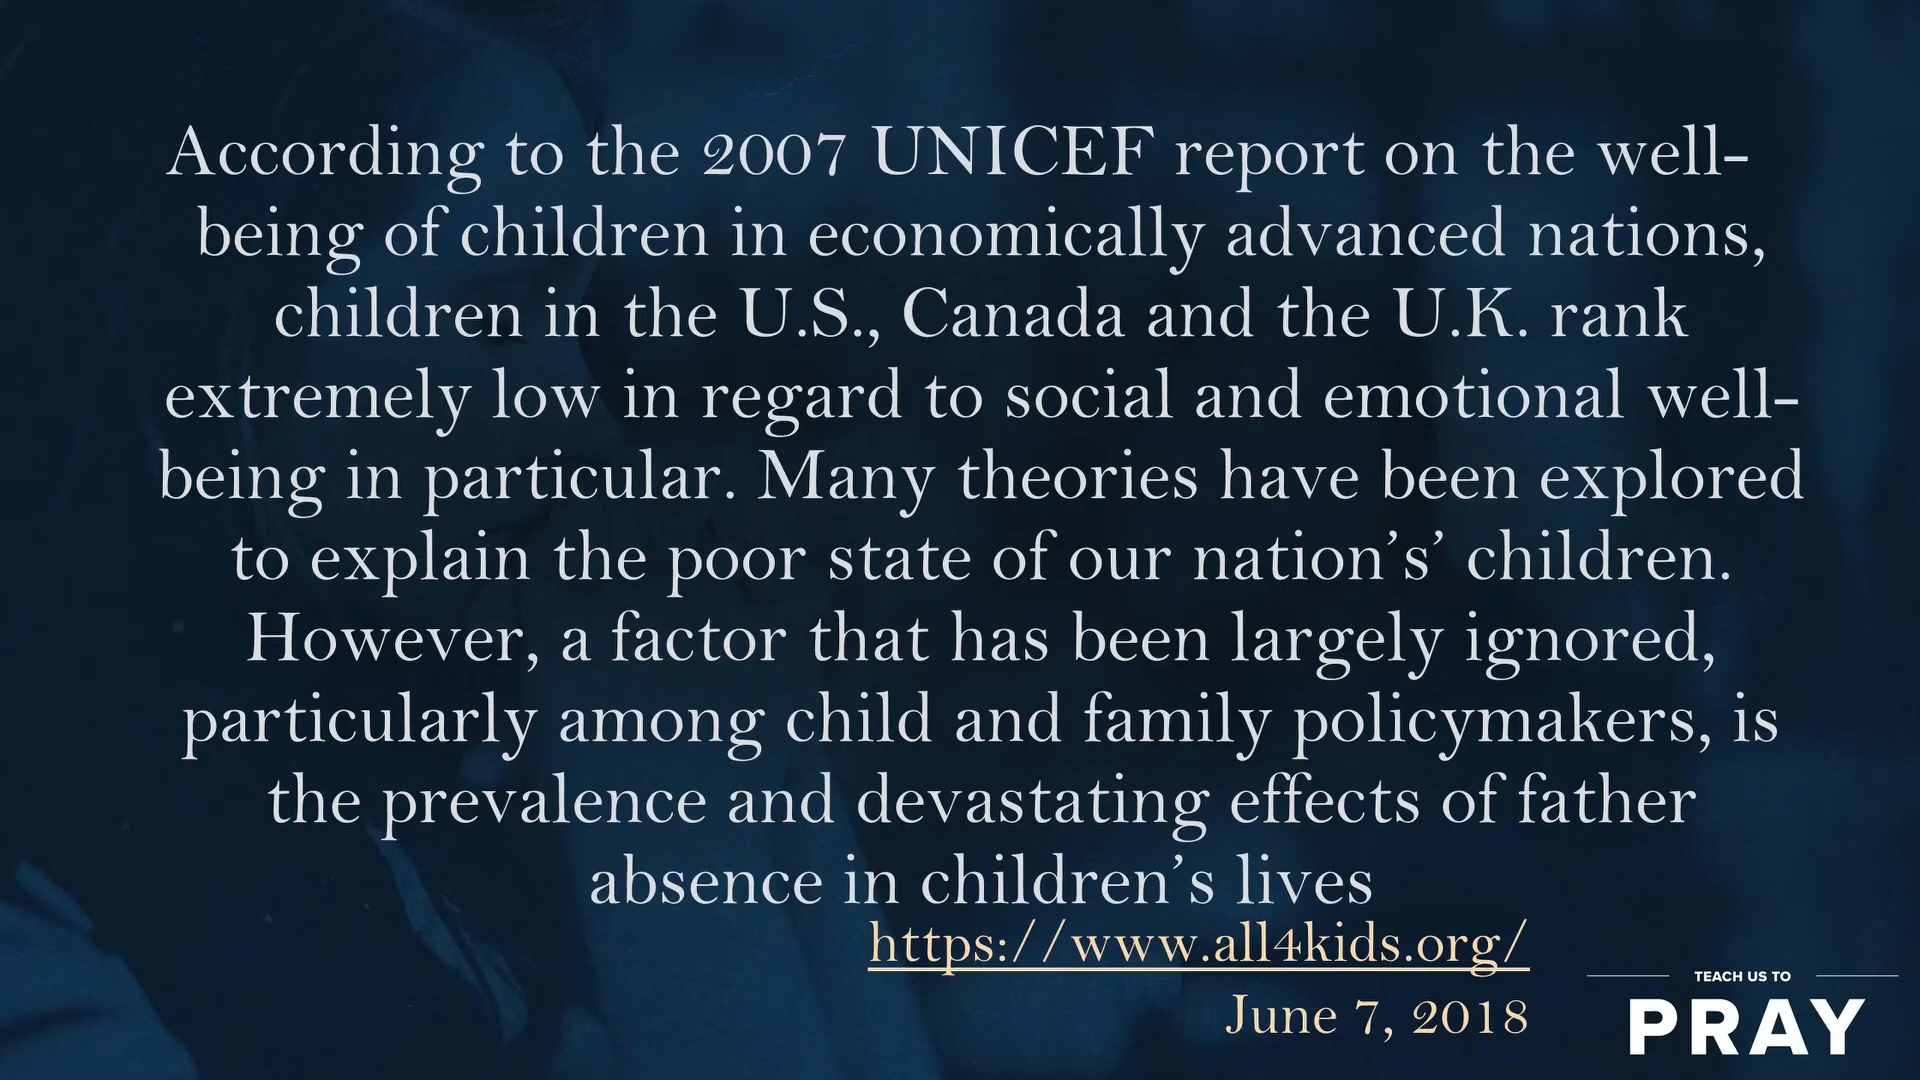 According to the 2007 UNICEF report on the well-
being of children in economically advanced nations,
children in the U.S., Canada and the U.K. rank
extremely low in regard to social and emotional well-
being in particular. Many theories have been explored
to explain the poor state of our nation’s’ children.
However, a factor that has been largely ignored,
particularly among child and family policymakers, is
the prevalence and devastating effects of father
absence in children’s lives
https://www.all4kids.org/
June 7, 2018
TEACH US TO
PRAY